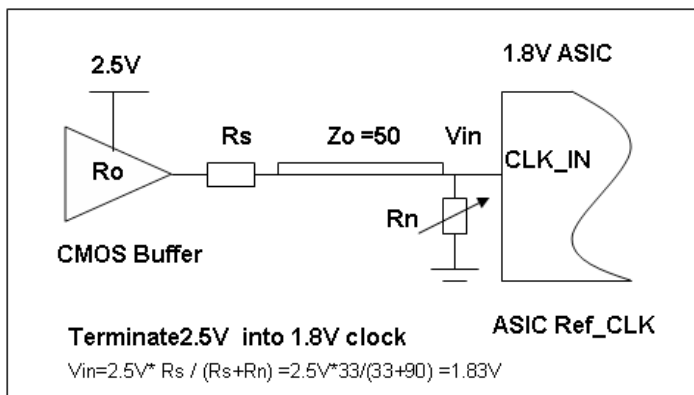 2.5V
1.8V ASIC
Rs
Zo =50
Vin
Ro
CLK_IN
Rn
CMOS Buffer
ASIC Ref_CLK
Terminate2.5V into 1.8V clock
Vin=2.5V* Rs / (Rs+Rn) =2.5V*33/(33+90) =1.83V